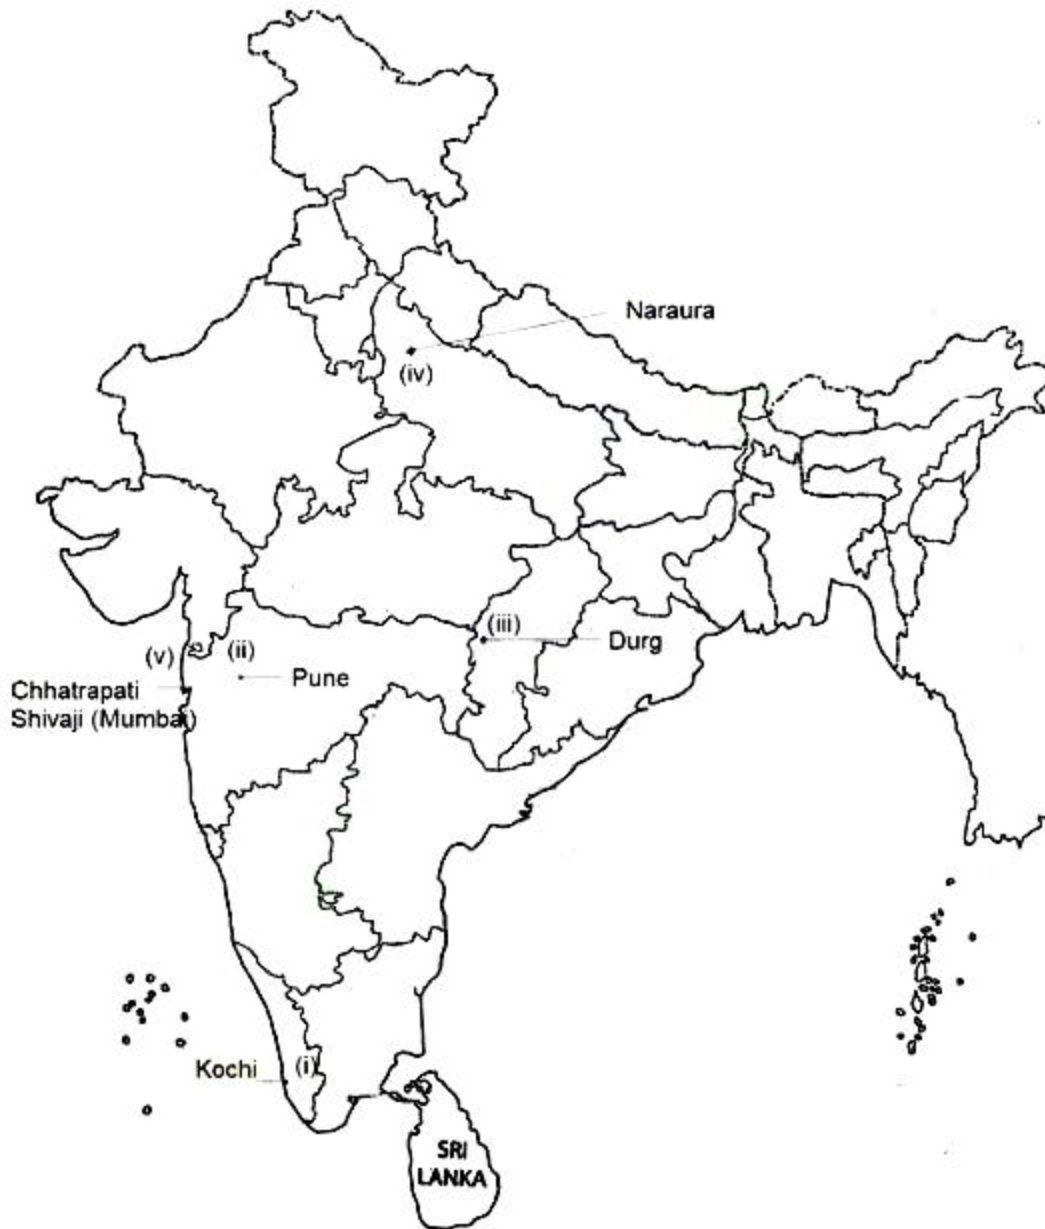 Naraura
(iv)
(iii)
Durg
(v)
(ii)
Pune
Chhatrapati
Shivaji (Mumbai)
Kochi
(i)
SRI
LANKA